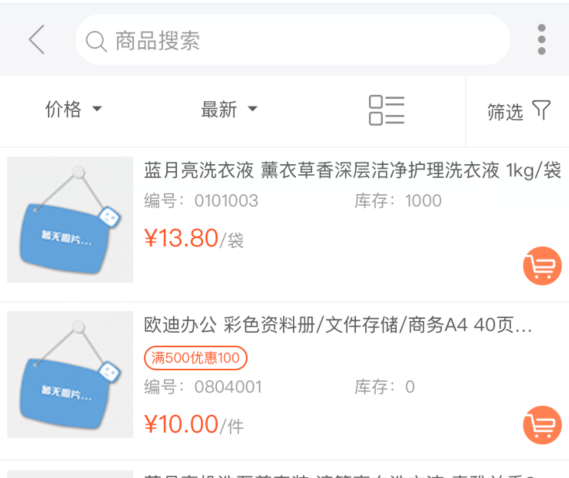 商品搜索
价格
最新
筛选
蓝月亮洗衣液 薰衣草香深层洁净护理洗衣液 1kg/袋
编号：0101003 库存：1000
¥13.80/袋
暂无图片...
欧迪办公 彩色资料册/文件存储/商务A4 40页...
满500优惠100
编号：0804001 库存：0
¥10.00/件
暂无图片...